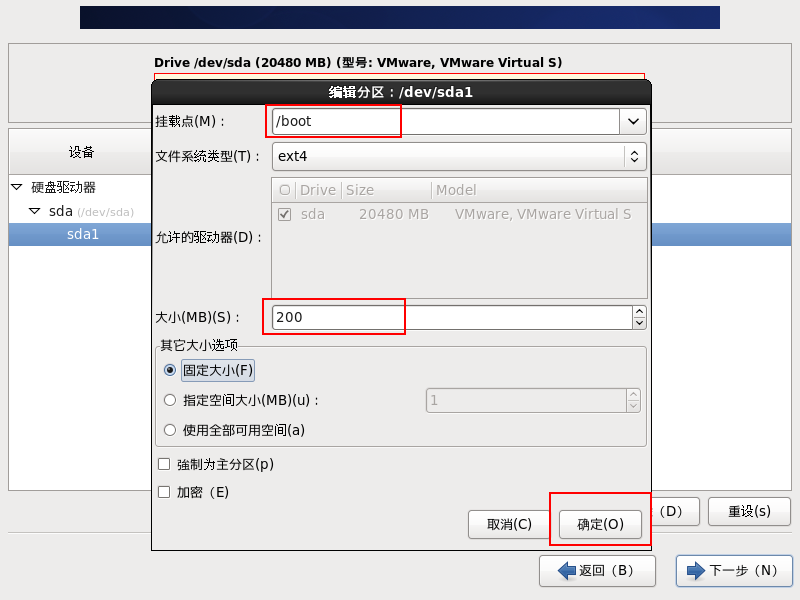 Drive /dev/sda (20480 MB) (型号: VMware, VMware Virtual S)
编辑分区：/dev/sda1
挂载点(M)：
/boot
文件系统类型(T)：
ext4
允许的驱动器(D)：
Drive Size Model
sda 20480 MB VMware, VMware Virtual S
大小(MB)(S)：
200
其它大小选项
固定大小(F)
指定空间大小(MB)(u)：
1
使用全部可用空间(a)
強制为主分区(p)
加密（E)
取消(C)
确定(O)
设备
硬盘驱动器
sda (/dev/sda)
sda1
（D）
重设(s)
返回（B）
下一步（N）